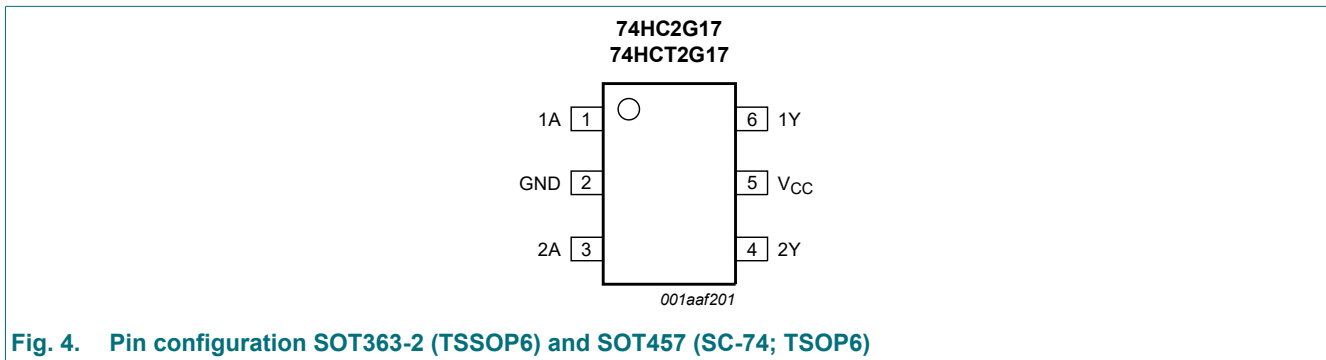 74HC2G17
74HCT2G17
1A 1 6 1Y
GND 2 5 VCC
2A 3 4 2Y
001aaf201
Fig. 4. Pin configuration SOT363-2 (TSSOP6) and SOT457 (SC-74; TSOP6)